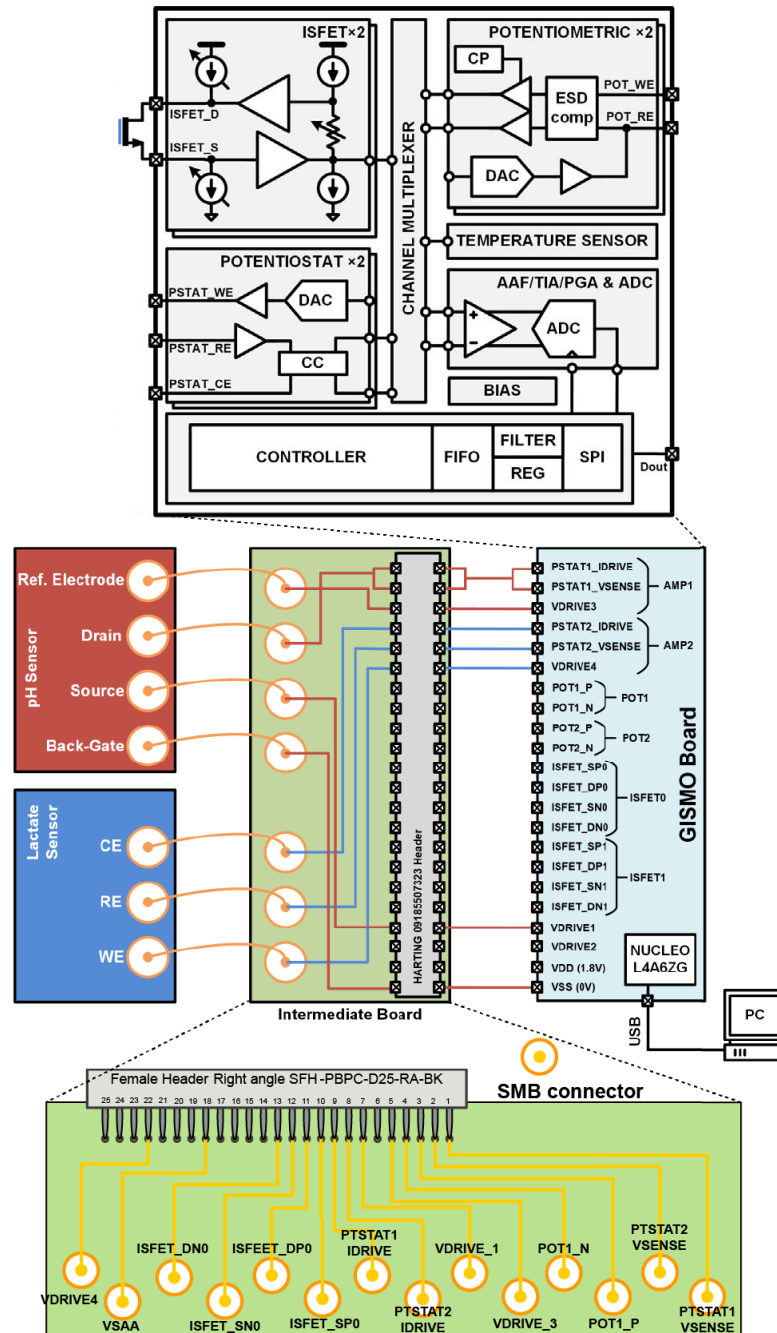 ISFET×2
ISFET_D
ISFET_S
POTENTIOMETRIC ×2
CP
ESD
comp
POT_WE
POT_RE
DAC
CHANNEL MULTIPLEXER
TEMPERATURE SENSOR
POTENTIOSTAT ×2
PSTAT_WE
DAC
PSTAT_RE
CC
PSTAT_CE
AAF/TIA/PGA & ADC
+
−
ADC
BIAS
CONTROLLER
FIFO
FILTER
REG
SPI
Dout
pH Sensor
Ref. Electrode
Drain
Source
Back-Gate
Lactate
Sensor
CE
RE
WE
HARTING 09185507323 Header
Intermediate Board
PSTAT1_IDRIVE
PSTAT1_VSENSE
VDRIVE3
AMP1
PSTAT2_IDRIVE
PSTAT2_VSENSE
VDRIVE4
AMP2
POT1_P
POT1_N
POT1
POT2_P
POT2_N
POT2
ISFET_SP0
ISFET_DP0
ISFET_SN0
ISFET_DN0
ISFET0
ISFET_SP1
ISFET_DP1
ISFET_SN1
ISFET_DN1
ISFET1
VDRIVE1
VDRIVE2
VDD (1.8V)
VSS (0V)
GISMO Board
NUCLEO
L4A6ZG
USB
PC
SMB connector
Female Header Right angle SFH-PBPC-D25-RA-BK
25 24 23 22 21 20 19 18 17 16 15 14 13 12 11 10 9 8 7 6 5 4 3 2 1
VDRIVE4
VSAA
ISFET_DN0
ISFET_SN0
ISFEET_DP0
ISFET_SP0
PTSTAT1
IDRIVE
PTSTAT2
IDRIVE
VDRIVE_1
VDRIVE_3
POT1_N
POT1_P
PTSTAT2
VSENSE
PTSTAT1
VSENSE